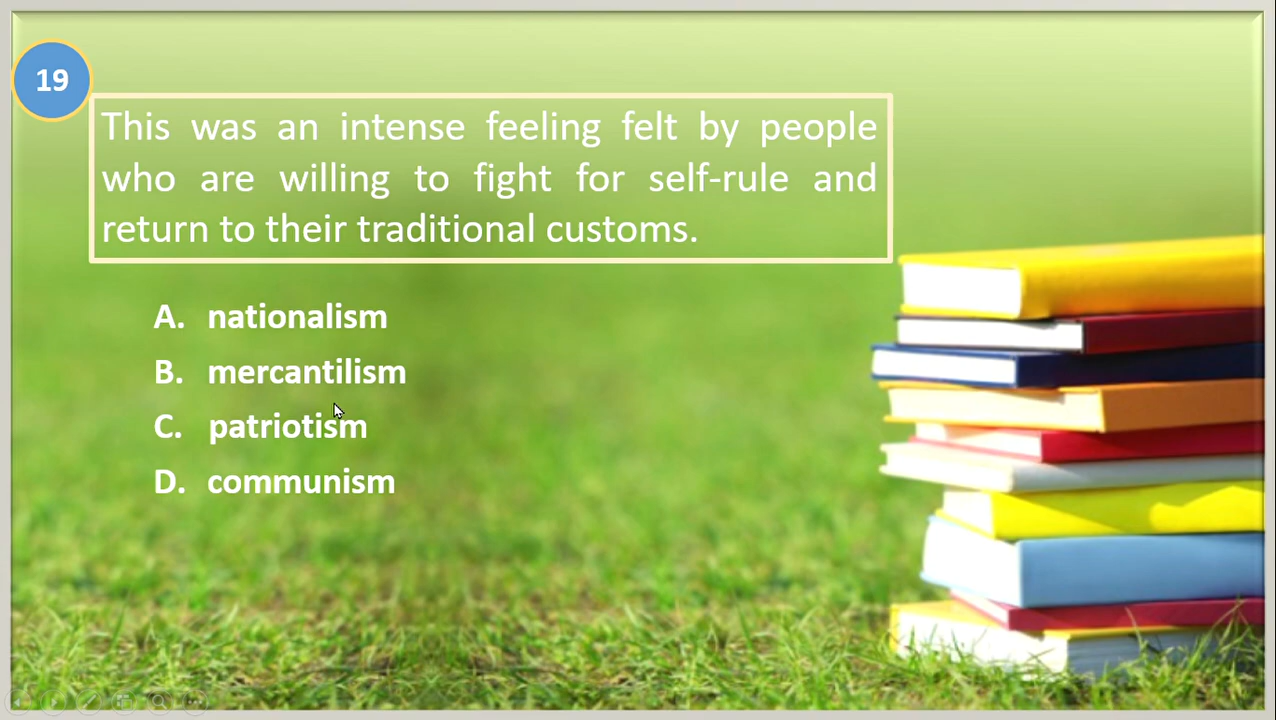 19
This was an intense feeling felt by people
who are willing to fight for self-rule and
return to their traditional customs.
A. nationalism
B. mercantilism
C. patriotism
D. communism